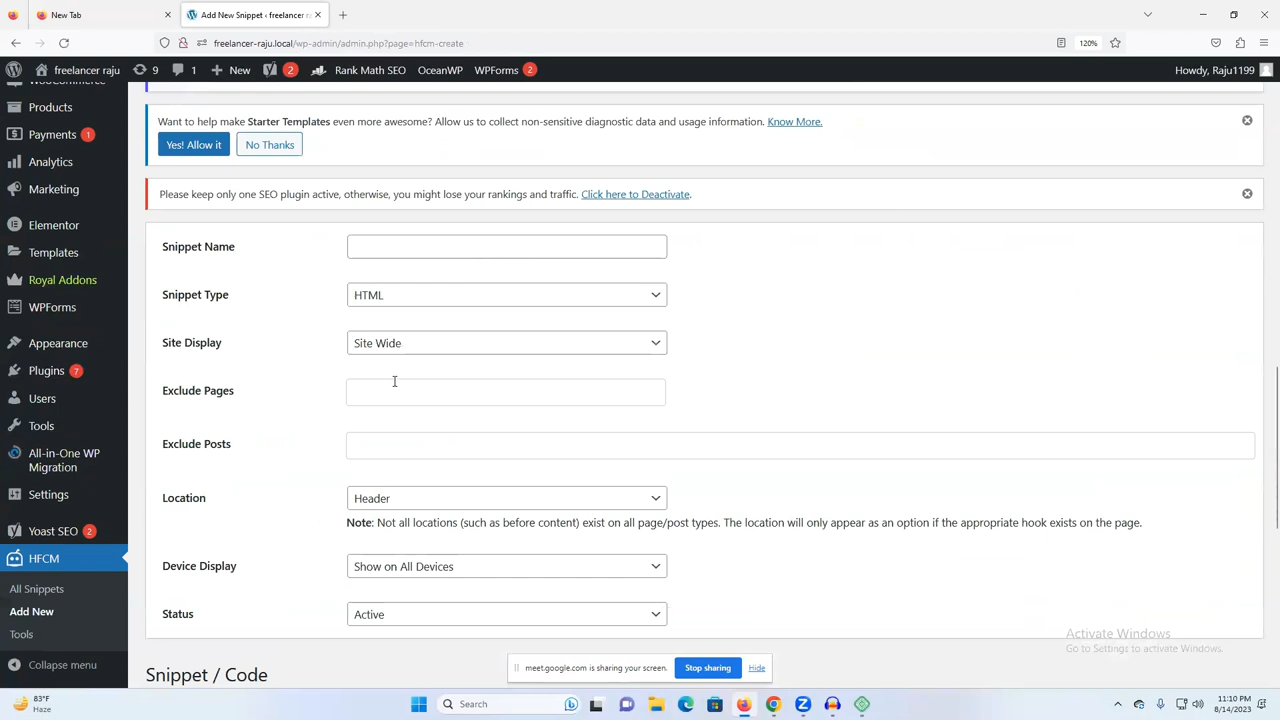 New Tab
Add New Snippet ‹ freelancer r
freelancer-raju.local/wp-admin/admin.php?page=hfcm-create
120%
freelancer raju
9
1
New
2
Rank Math SEO
OceanWP
WPForms 2
Howdy, Raju1199
WooCommerce
Products
Payments 1
Analytics
Marketing
Elementor
Templates
Royal Addons
WPForms
Appearance
Plugins 7
Users
Tools
All-in-One WP
Migration
Settings
Yoast SEO 2
HFCM
All Snippets
Add New
Tools
Collapse menu
Want to help make Starter Templates even more awesome? Allow us to collect non-sensitive diagnostic data and usage information. Know More.
Yes! Allow it
No Thanks
Please keep only one SEO plugin active, otherwise, you might lose your rankings and traffic. Click here to Deactivate.
Snippet Name
Snippet Type
HTML
Site Display
Site Wide
Exclude Pages
Exclude Posts
Location
Header
Note: Not all locations (such as before content) exist on all page/post types. The location will only appear as an option if the appropriate hook exists on the page.
Device Display
Show on All Devices
Status
Active
Snippet / Code
Activate Windows
Go to Settings to activate Windows.
meet.google.com is sharing your screen.
Stop sharing
Hide
83°F
Haze
Search
11:10 PM
8/14/2023